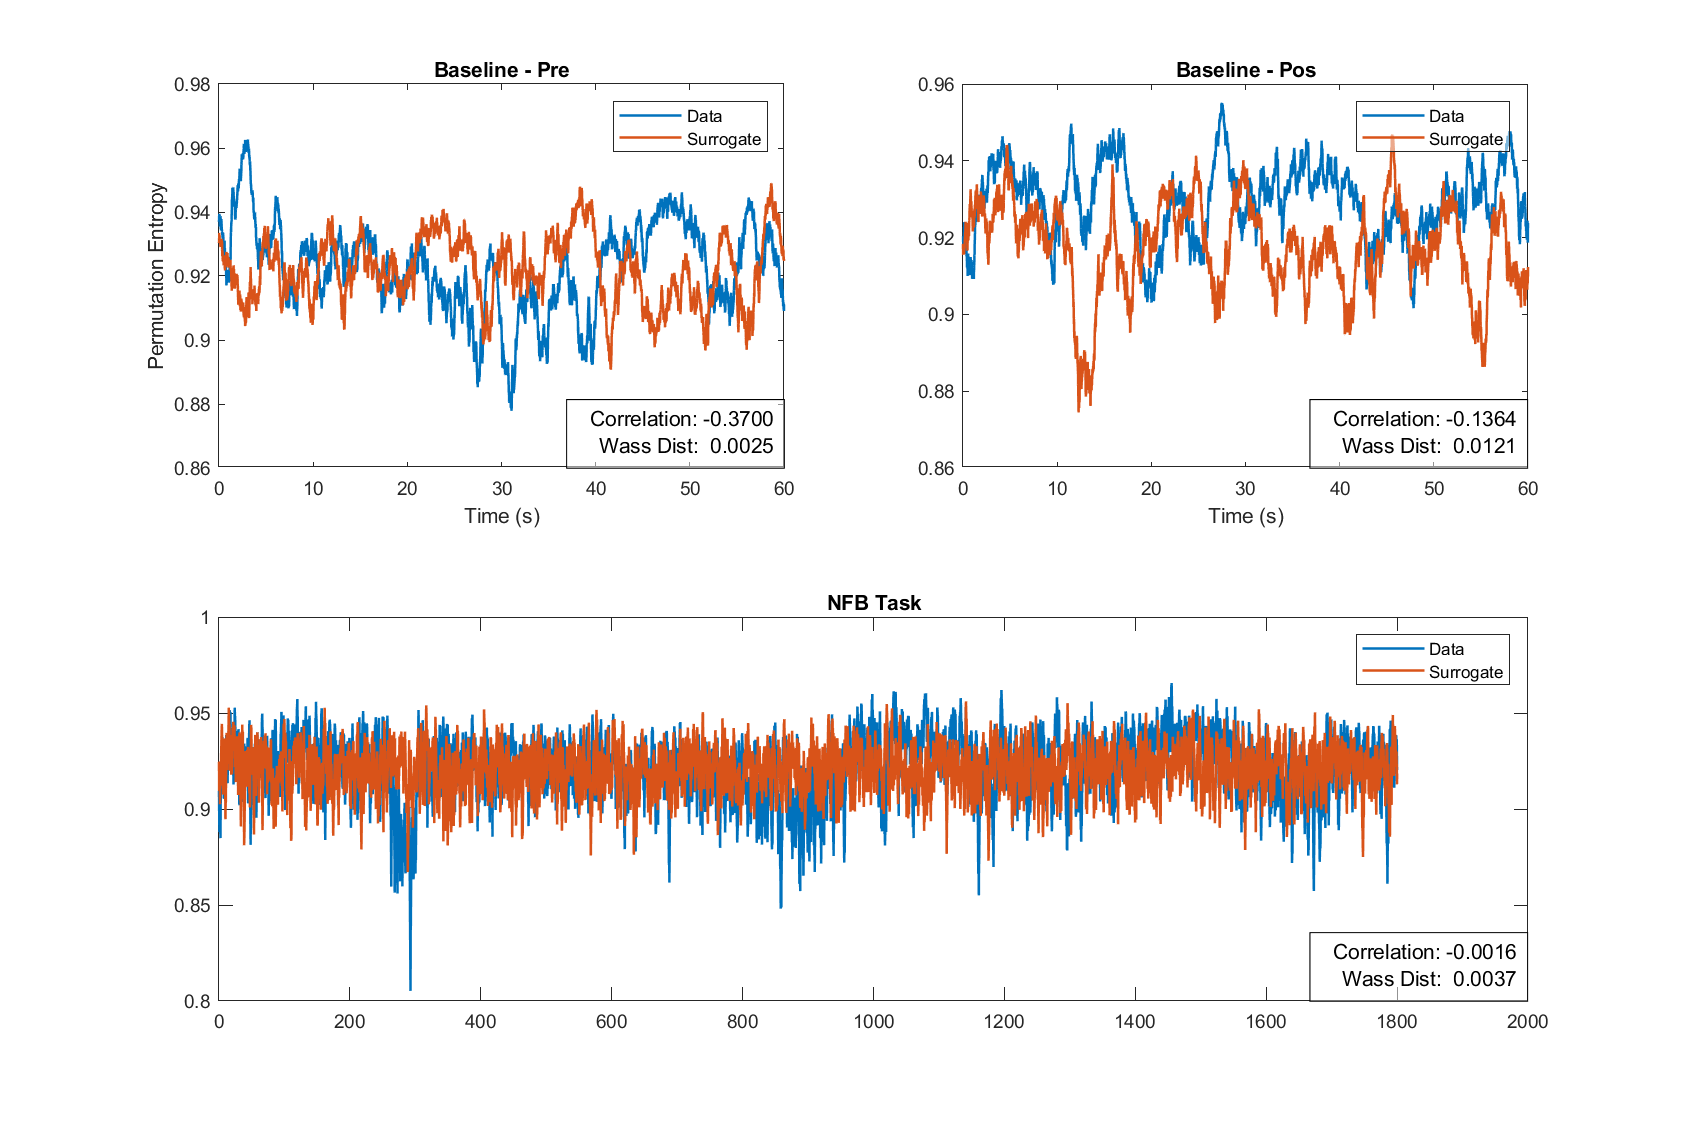 Baseline - Pre
0.98
0.96
0.94
0.92
0.9
0.88
0.86
Permutation Entropy
Data
Surrogate
Correlation: -0.3700
Wass Dist: 0.0025
0 10 20 30 40 50 60
Time (s)
Baseline - Pos
0.96
0.94
0.92
0.9
0.88
0.86
Data
Surrogate
Correlation: -0.1364
Wass Dist: 0.0121
0 10 20 30 40 50 60
Time (s)
NFB Task
1
0.95
0.9
0.85
0.8
Data
Surrogate
Correlation: -0.0016
Wass Dist: 0.0037
0 200 400 600 800 1000 1200 1400 1600 1800 2000